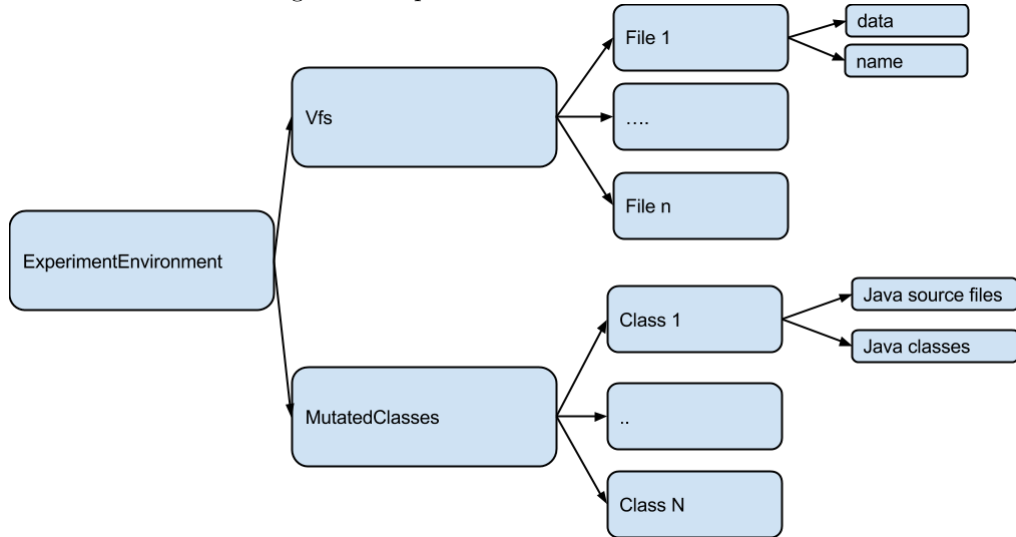 File 1
data
name
Vfs
....
File n
ExperimentEnvironment
Class 1
Java source files
Java classes
MutatedClasses
..
Class N